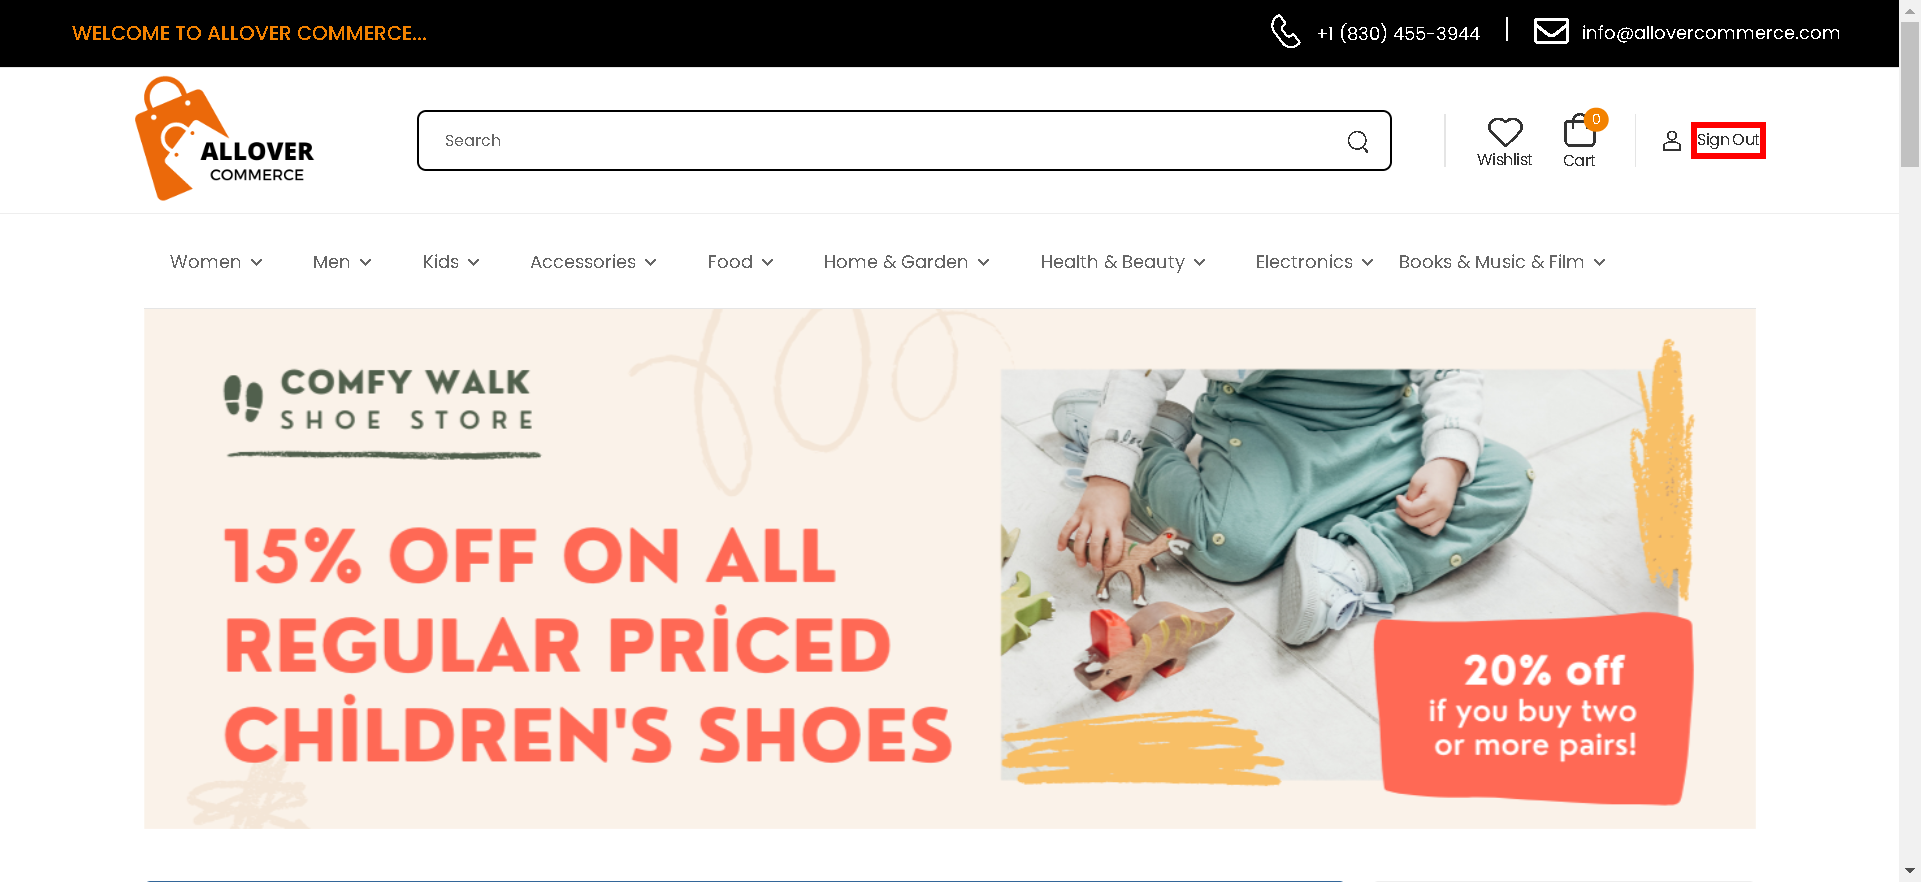 WELCOME TO ALLOVER COMMERCE...
+1 (830) 455-3944
info@allovercommerce.com
ALLOVER
COMMERCE
Search
Wishlist
0
Cart
Sign Out
Women
Men
Kids
Accessories
Food
Home & Garden
Health & Beauty
Electronics
Books & Music & Film
COMFY WALK
SHOE STORE
15% OFF ON ALL
REGULAR PRİCED
CHİLDREN'S SHOES
20% off
if you buy two
or more pairs!